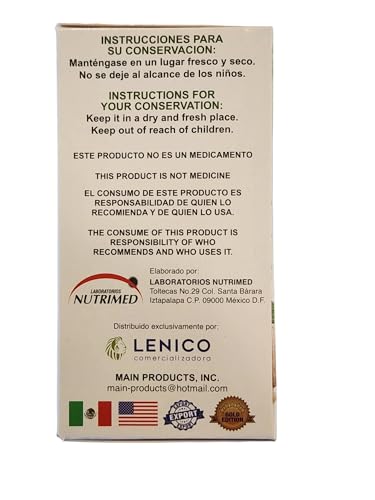 INSTRUCCIONES PARA
SU CONSERVACION:
Manténgase en un lugar fresco y seco.
No se deje al alcance de los niños.
INSTRUCTIONS FOR
YOUR CONSERVATION:
Keep it in a dry and fresh place.
Keep out of reach of children.
ESTE PRODUCTO NO ES UN MEDICAMENTO
THIS PRODUCT IS NOT MEDICINE
EL CONSUMO DE ESTE PRODUCTO ES
RESPONSABILIDAD DE QUIEN LO
RECOMIENDA Y DE QUIEN LO USA.
THE CONSUME OF THIS PRODUCT IS
RESPONSIBILITY OF WHO
RECOMMENDS AND WHO USES IT.
LABORATORIOS
NUTRIMED
Elaborado por:
LABORATORIOS NUTRIMED
Toltecas No.29 Col. Santa Bárara
Iztapalapa C.P. 09000 México D.F.
Distribuido exclusivamente por:
LENICO
comercializadora
MAIN PRODUCTS, INC.
main-products@hotmail.com
EXPORT
GOLD
EDITION